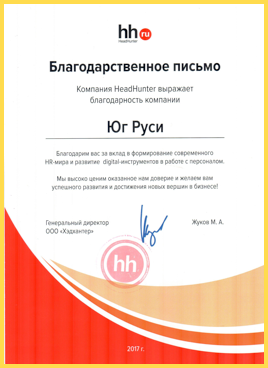 hh ru
HeadHunter
Благодарственное письмо
Компания HeadHunter выражает
благодарность компании
Юг Руси
Благодарим вас за вклад в формирование современного
HR-мира и развитие digital-инструментов в работе с персоналом.
Мы высоко ценим оказанное нам доверие и желаем вам
успешного развития и достижения новых вершин в бизнесе!
Генеральный директор Жуков М. А.
ООО «Хэдхантер»
hh
2017 г.